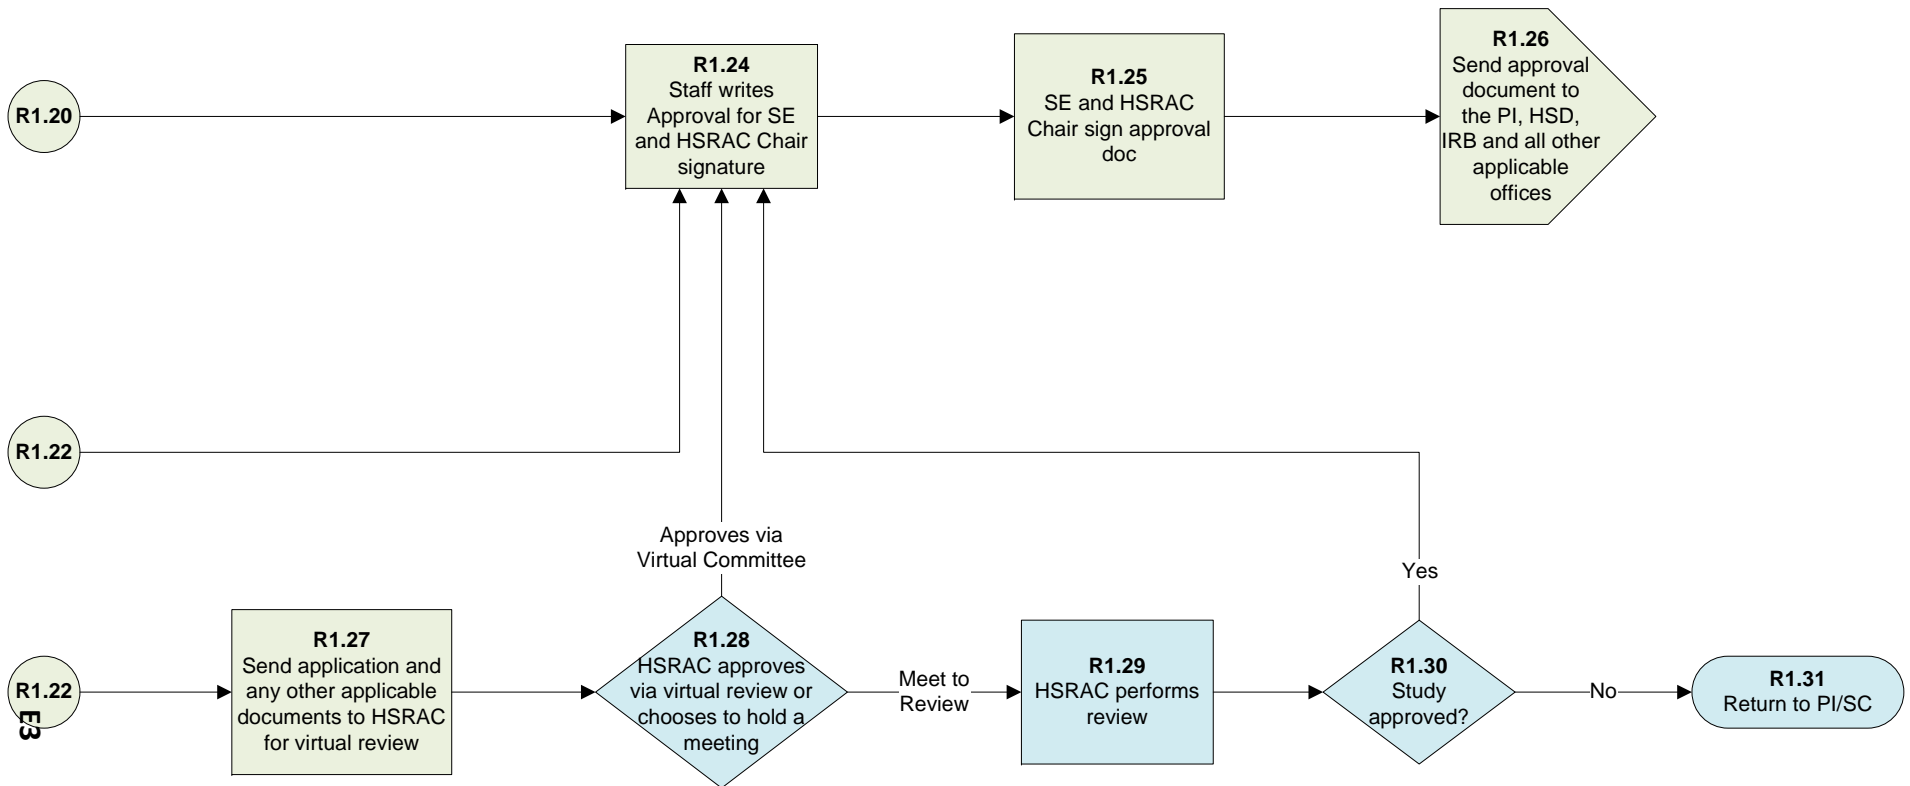 R1.20
R1.24
Staff writes
Approval for SE
and HSRAC Chair
signature
R1.25
SE and HSRAC
Chair sign approval
doc
R1.26
Send approval
document to
the PI, HSD,
IRB and all other
applicable
offices
R1.22
Approves via
Virtual Committee
Yes
R1.22
E3
R1.27
Send application and
any other applicable
documents to HSRAC
for virtual review
R1.28
HSRAC approves
via virtual review or
chooses to hold a
meeting
Meet to
Review
R1.29
HSRAC performs
review
R1.30
Study
approved?
No
R1.31
Return to PI/SC